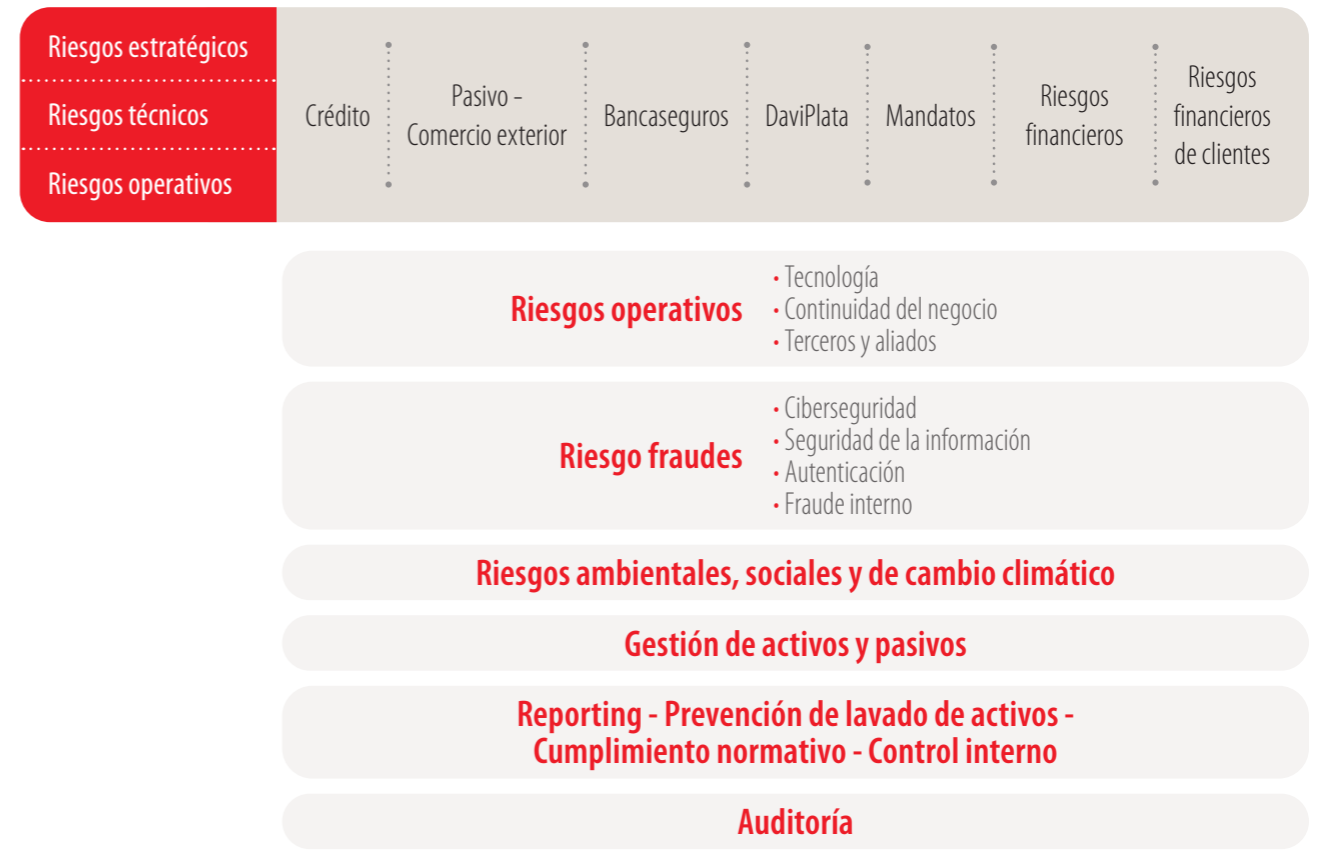 Riesgos estratégicos
Riesgos técnicos
Riesgos operativos
Crédito
Pasivo -
Comercio exterior
Bancaseguros
DaviPlata
Mandatos
Riesgos
financieros
Riesgos
financieros
de clientes
Riesgos operativos
• Tecnología
• Continuidad del negocio
• Terceros y aliados
Riesgo fraudes
• Ciberseguridad
• Seguridad de la información
• Autenticación
• Fraude interno
Riesgos ambientales, sociales y de cambio climático
Gestión de activos y pasivos
Reporting - Prevención de lavado de activos -
Cumplimiento normativo - Control interno
Auditoría